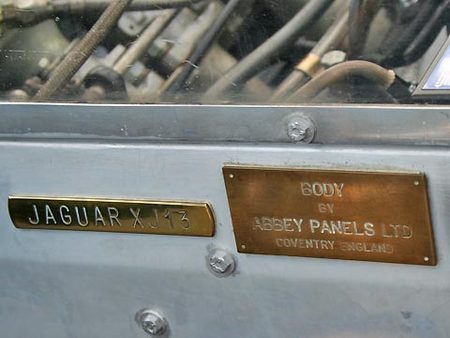 JAGUAR XJ13
BODY
BY
ABBEY PANELS LTD
COVENTRY ENGLAND